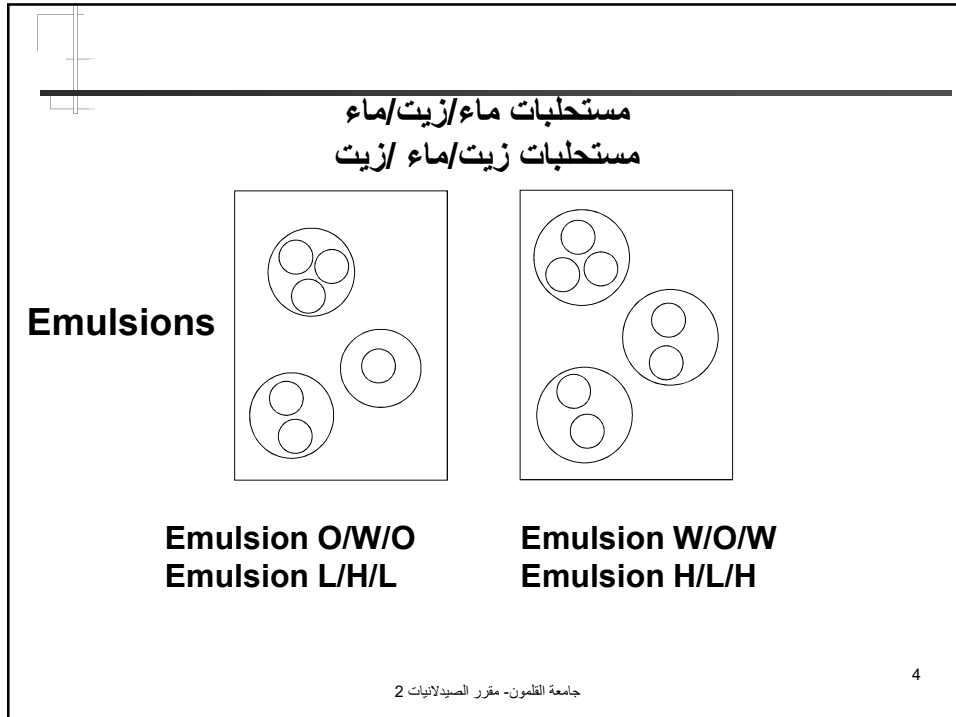 مستحلبات ماء/زيت/ماء
مستحلبات زيت/ماء /زيت
Emulsions
Emulsion O/W/O
Emulsion L/H/L
Emulsion W/O/W
Emulsion H/L/H
جامعة القلمون- مقرر الصيدلانيات 2
4